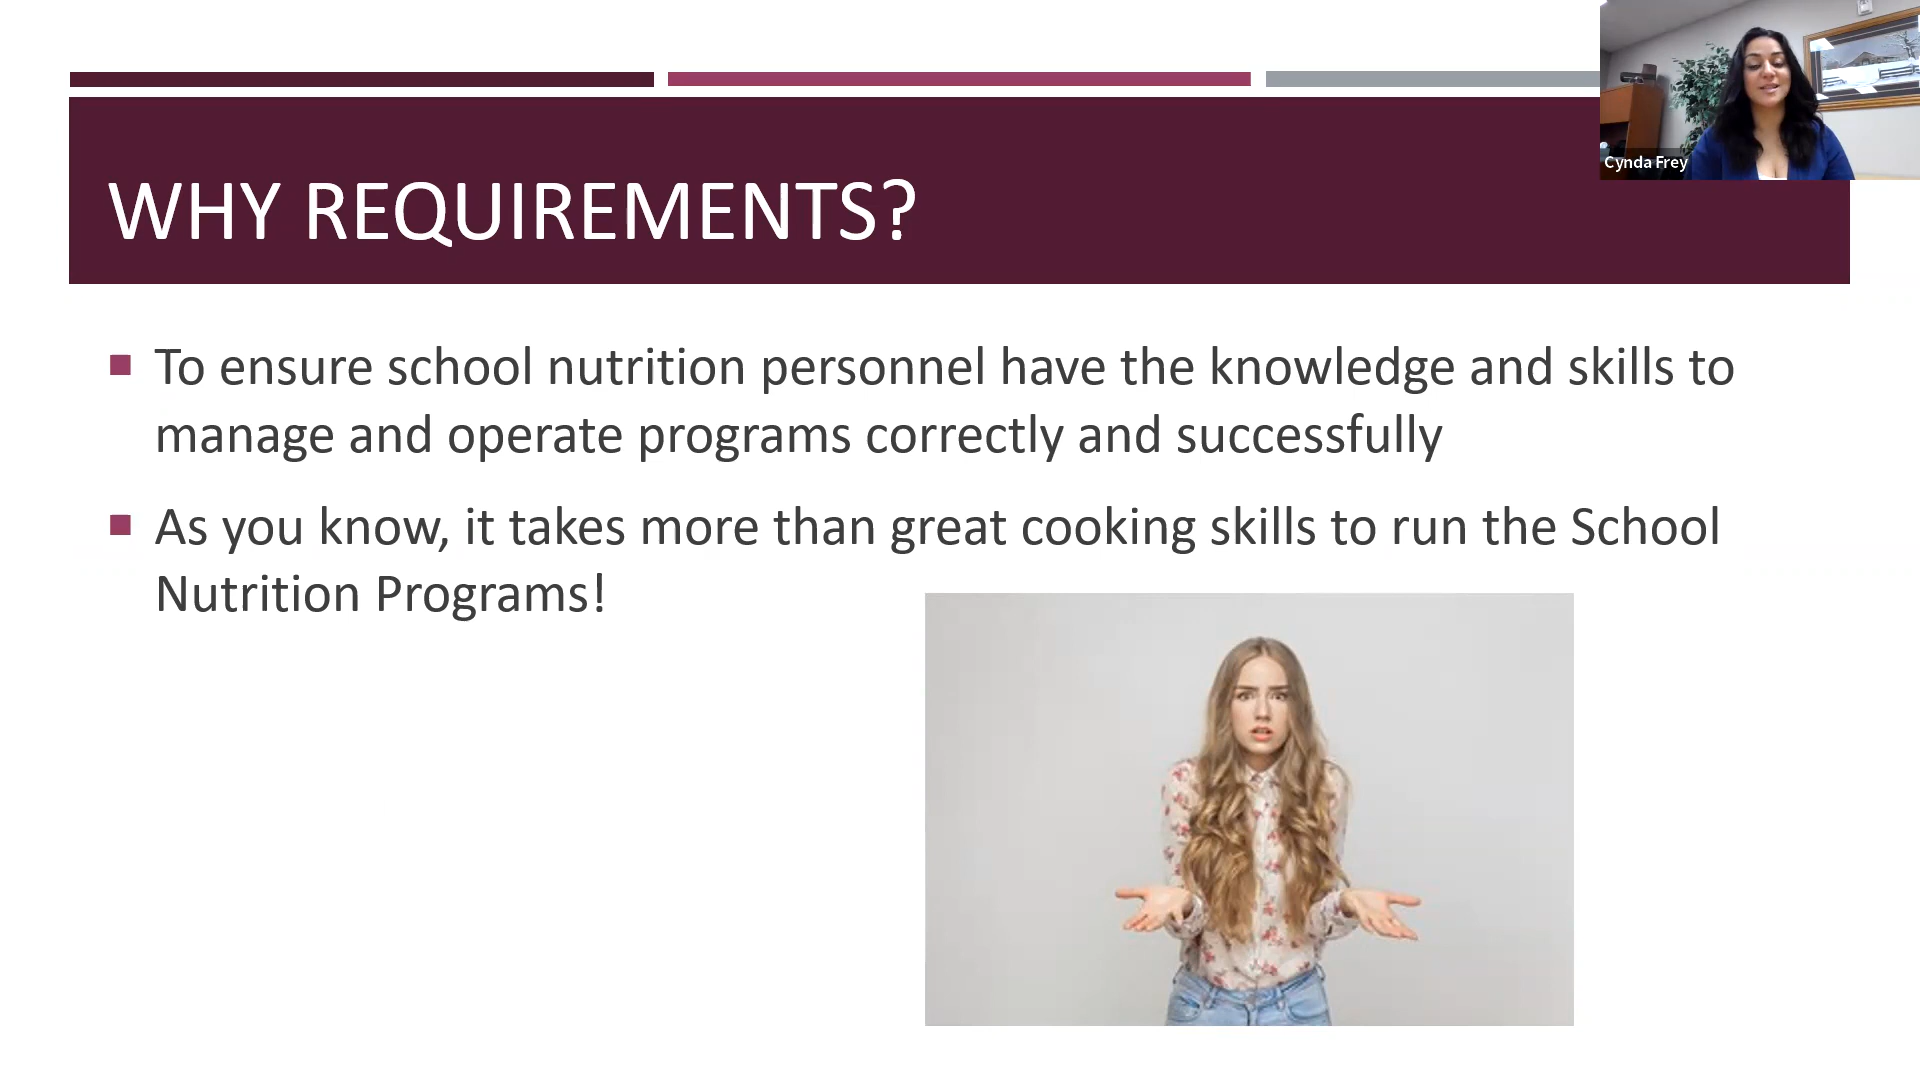 Cynda Frey
WHY REQUIREMENTS?
To ensure school nutrition personnel have the knowledge and skills to
manage and operate programs correctly and successfully
As you know, it takes more than great cooking skills to run the School
Nutrition Programs!